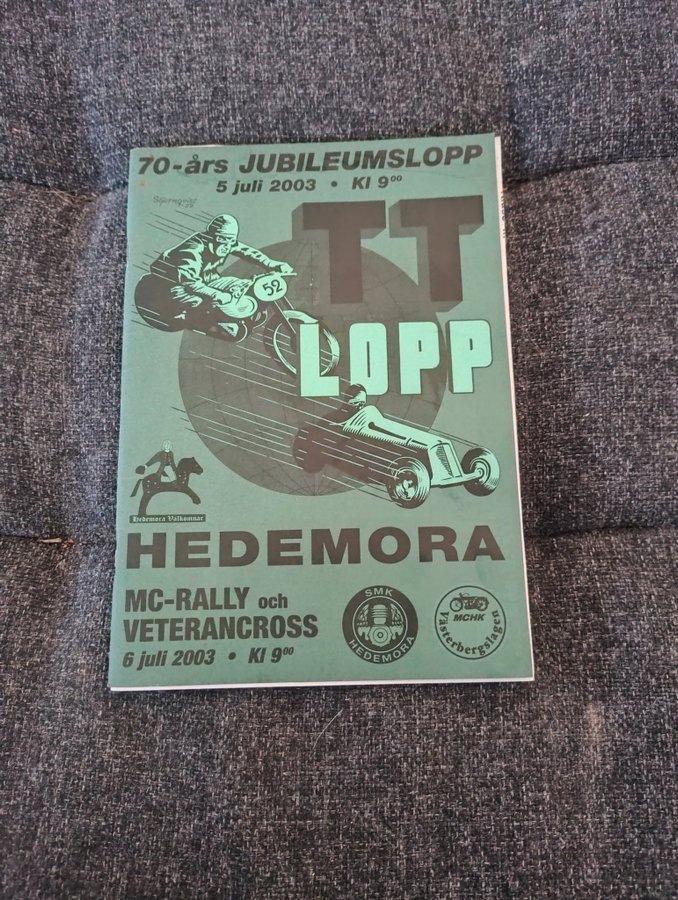 70-års JUBILEUMSLOPP
5 juli 2003 • Kl 9⁰⁰
TT
52
LOPP
Hedemora Välkomnar
HEDEMORA
MC-RALLY och
VETERANCROSS
6 juli 2003 • Kl 9⁰⁰
SMK
HEDEMORA
MCHK
Västerbergslagen